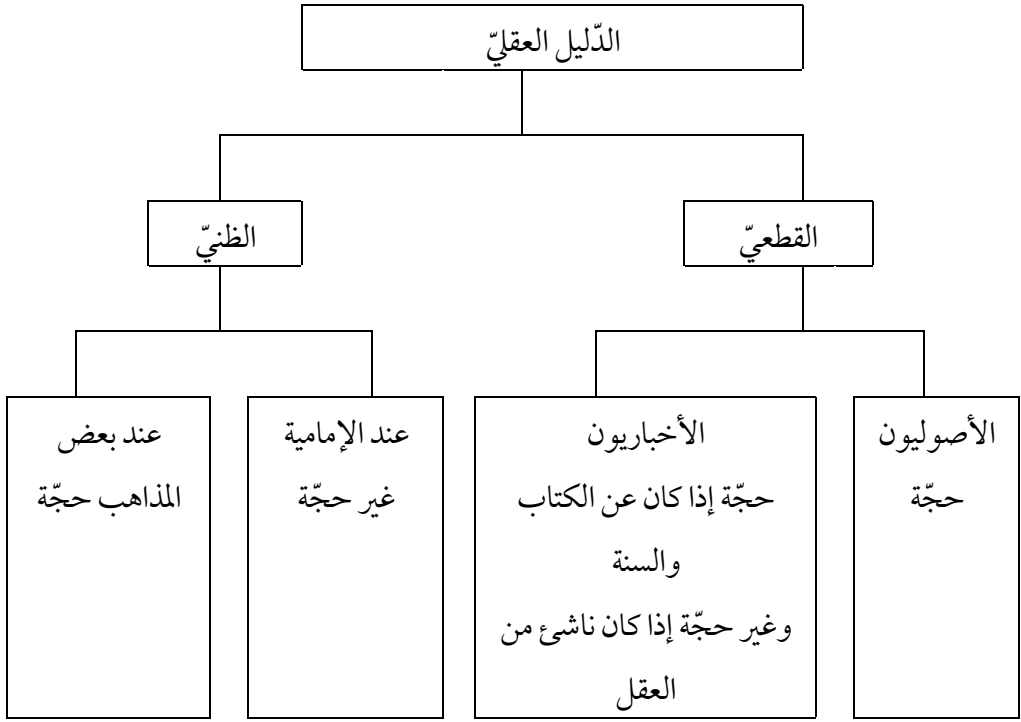 الدّليل العقليّ
القطعيّ
الظنيّ
الأصوليون
حجّة
الأخباريون
حجّة إذا كان عن الكتاب
والسنة
وغير حجّة إذا كان ناشئ من
العقل
عند الإمامية
غير حجّة
عند بعض
المذاهب حجّة